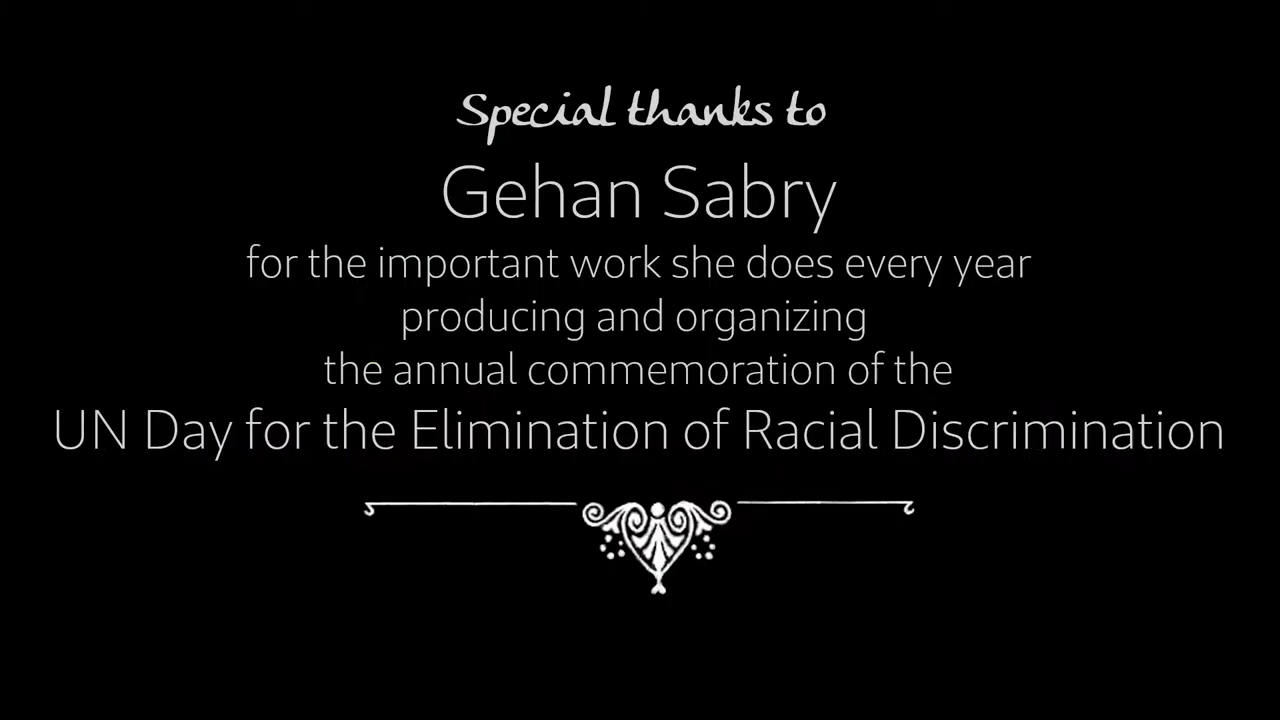 Special thanks to
Gehan Sabry
for the important work she does every year
producing and organizing
the annual commemoration of the
UN Day for the Elimination of Racial Discrimination